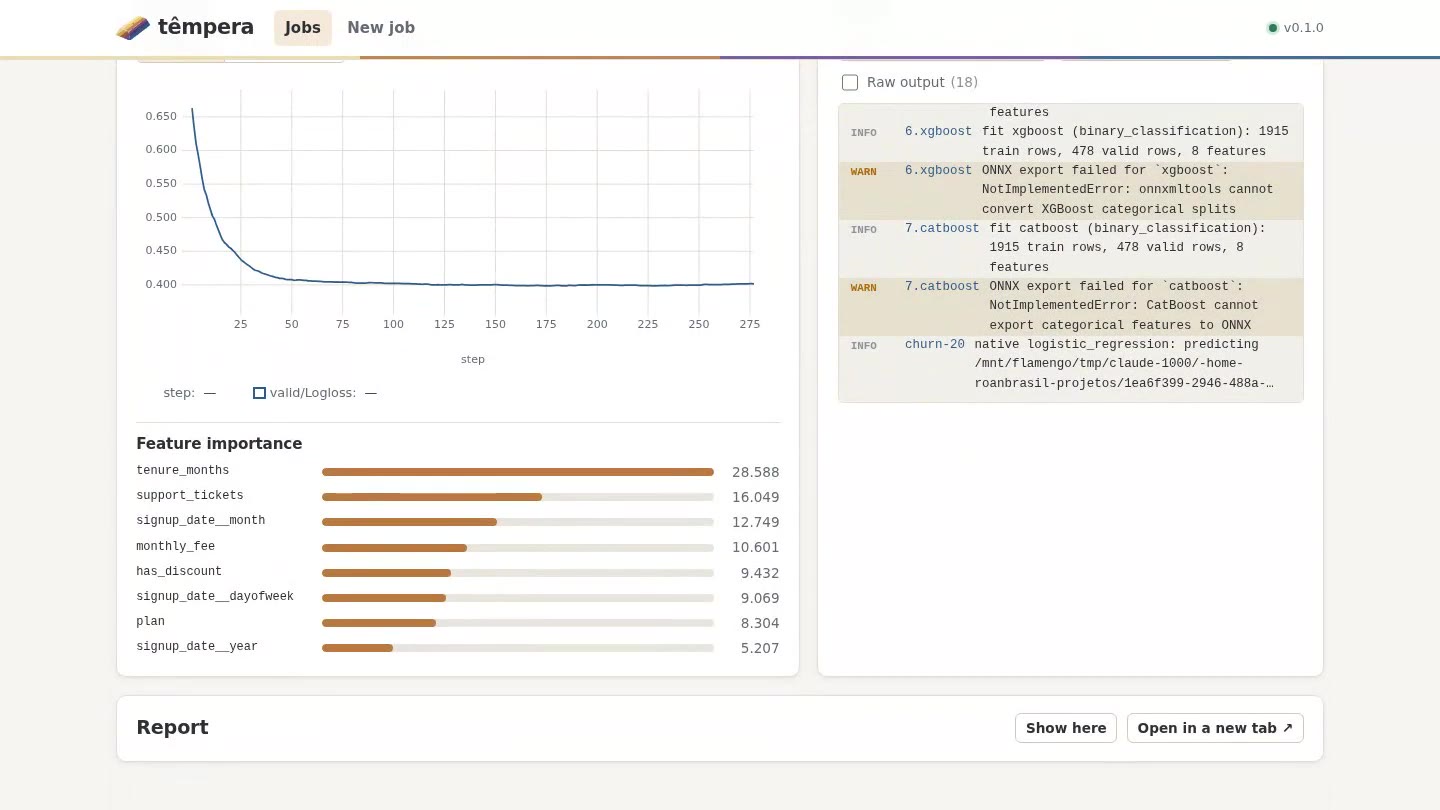 têmpera
Jobs
New job
v0.1.0
0.650
0.600
0.550
0.500
0.450
0.400
25 50 75 100 125 150 175 200 225 250 275
step
step: —
valid/Logloss: —
Feature importance
tenure_months 28.588
support_tickets 16.049
signup_date__month 12.749
monthly_fee 10.601
has_discount 9.432
signup_date__dayofweek 9.069
plan 8.304
signup_date__year 5.207
Raw output (18)
features
INFO 6.xgboost fit xgboost (binary_classification): 1915
train rows, 478 valid rows, 8 features
WARN 6.xgboost ONNX export failed for `xgboost`:
NotImplementedError: onnxmltools cannot
convert XGBoost categorical splits
INFO 7.catboost fit catboost (binary_classification):
1915 train rows, 478 valid rows, 8
features
WARN 7.catboost ONNX export failed for `catboost`:
NotImplementedError: CatBoost cannot
export categorical features to ONNX
INFO churn-20 native logistic_regression: predicting
/mnt/flamengo/tmp/claude-1000/-home-
roanbrasil-projetos/1ea6f399-2946-488a-…
Report
Show here
Open in a new tab ↗